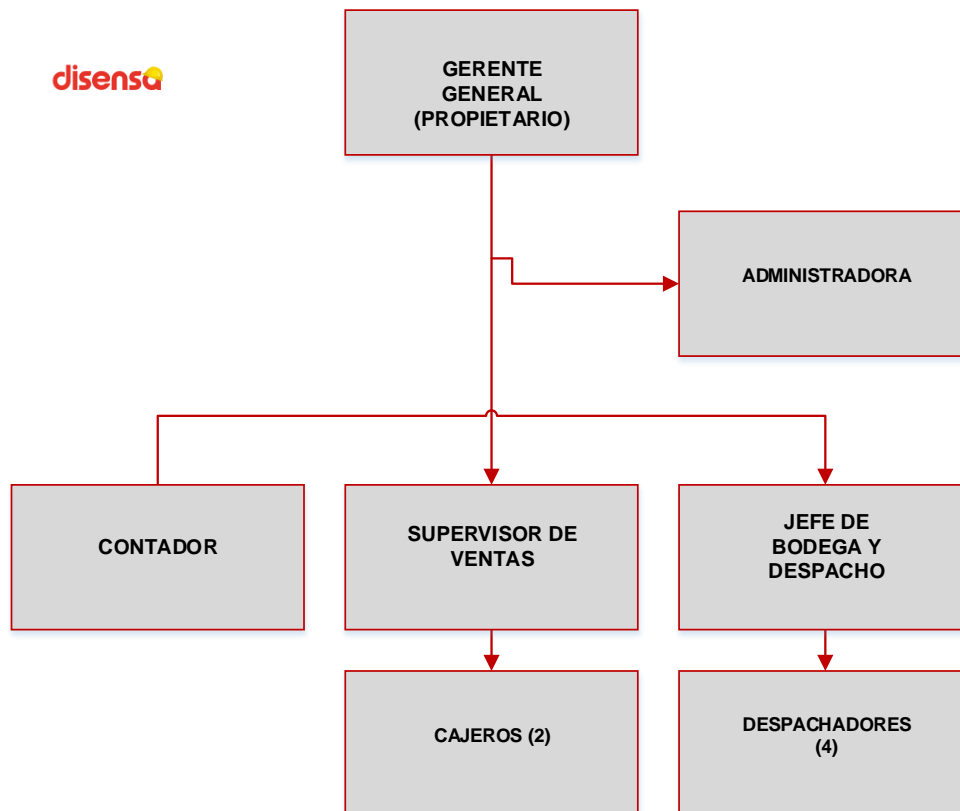 disensa
GERENTE
GENERAL
(PROPIETARIO)
ADMINISTRADORA
CONTADOR
SUPERVISOR DE
VENTAS
JEFE DE
BODEGA Y
DESPACHO
CAJEROS (2)
DESPACHADORES
(4)